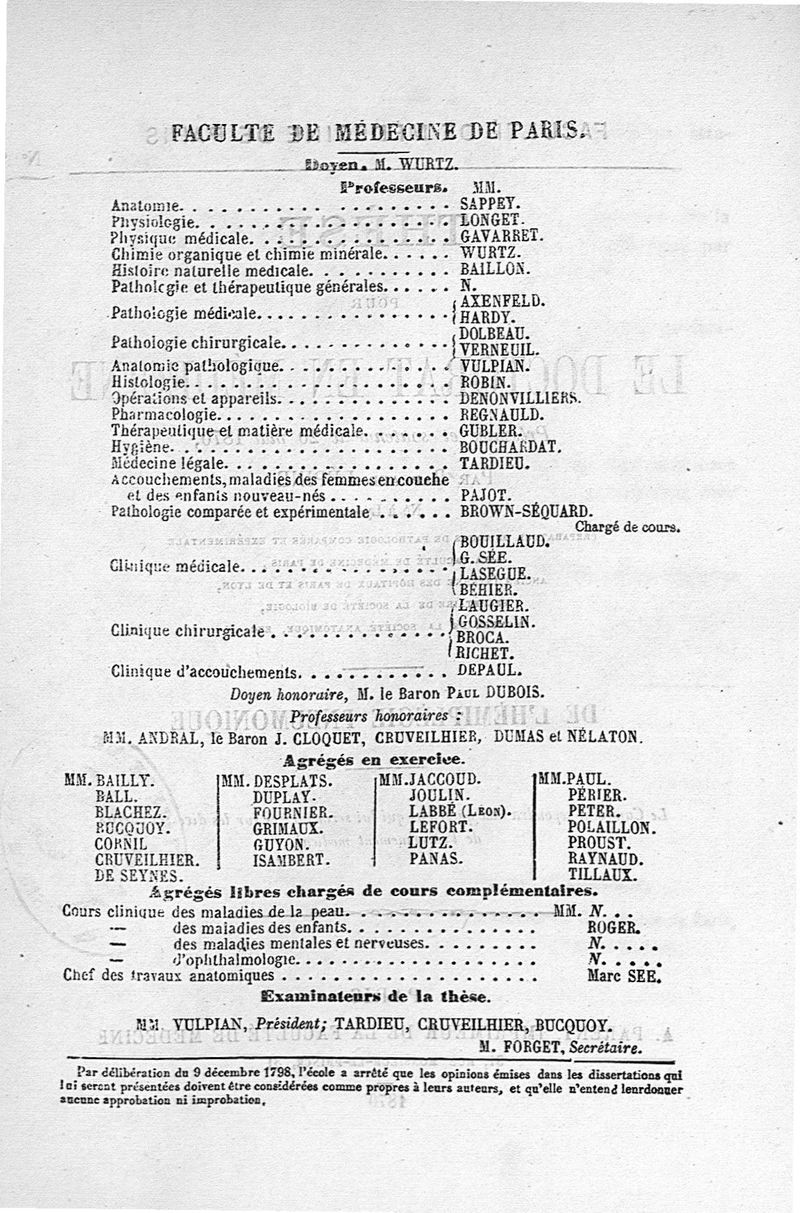 FACULTE DE MÉDECINE DE PARIS.
Doyen. M. WURTZ.
Professeurs. MM.
Anatomie. . . . . . . . . . . . . . . . . . . . SAPPEY.
Physiologie. . . . . . . . . . . . . . . . . . . LONGET.
Physique médicale. . . . . . . . . . . . . . . GAVARRET.
Chimie organique et chimie minérale. . . . . . WURTZ.
Histoire naturelle medicale. . . . . . . . . . . BAILLON.
Pathologie et thérapeutique générales. . . . . . N.
Pathologie médicale. . . . . . . . . . . . . . . { AXENFELD.
HARDY.
Pathologie chirurgicale. . . . . . . . . . . . . { DOLBEAU.
VERNEUIL.
Anatomie pathologique. . . . . . . . . . . . . VULPIAN.
Histologie. . . . . . . . . . . . . . . . . . . . ROBIN.
Opérations et appareils. . . . . . . . . . . . . DENONVILLIERS.
Pharmacologie. . . . . . . . . . . . . . . . . . REGNAULD.
Thérapeutique et matière médicale. . . . . . . GUBLER.
Hygiène. . . . . . . . . . . . . . . . . . . . . BOUCHARDAT.
Médecine légale. . . . . . . . . . . . . . . . . TARDIEU.
Accouchements, maladies des femmes en couche
et des enfants nouveau-nés . . . . . . . . . . PAJOT.
Pathologie comparée et expérimentale . . . . . . BROWN-SÉQUARD.
Chargé de cours.
Clinique médicale. . . . . . . . . . . . . . . . { BOUILLAUD.
G. SÉE.
LASEGUE.
BÉHIER.
Clinique chirurgicale . . . . . . . . . . . . . . { LAUGIER.
GOSSELIN.
BROCA.
RICHET.
Clinique d'accouchements. . . . . . . . . . . . DEPAUL.
Doyen honoraire, M. le Baron PAUL DUBOIS.
Professeurs honoraires :
MM. ANDRAL, le Baron J. CLOQUET, CRUVEILHIER, DUMAS et NÉLATON.
Agrégés en exercice.
MM. BAILLY.
BALL.
BLACHEZ.
BUCQUOY.
CORNIL
CRUVEILHIER.
DE SEYNES.
MM. DESPLATS.
DUPLAY.
FOURNIER.
GRIMAUX.
GUYON.
ISAMBERT.
MM. JACCOUD.
JOULIN.
LABBÉ (LÉON).
LEFORT.
LUTZ.
PANAS.
MM. PAUL.
PÉRIER.
PETER.
POLAILLON.
PROUST.
RAYNAUD.
TILLAUX.
Agrégés libres chargés de cours complémentaires.
Cours clinique des maladies de la peau. . . . . . . . . . . . . . MM. N. . .
— des maladies des enfants. . . . . . . . . . . . . . ROGER.
— des maladies mentales et nerveuses. . . . . . . . . N. . . . .
— d'ophthalmologie. . . . . . . . . . . . . . . . . N. . . . .
Chef des travaux anatomiques . . . . . . . . . . . . . . . . . Marc SEE.
Examinateurs de la thèse.
MM VULPIAN, Président; TARDIEU, CRUVEILHIER, BUCQUOY.
M. FORGET, Secrétaire.
Par délibération du 9 décembre 1798, l'école a arrêté que les opinions émises dans les dissertations qui
lui seront présentées doivent être considérées comme propres à leurs auteurs, et qu'elle n'entend leurdonner
aucune approbation ni improbation.